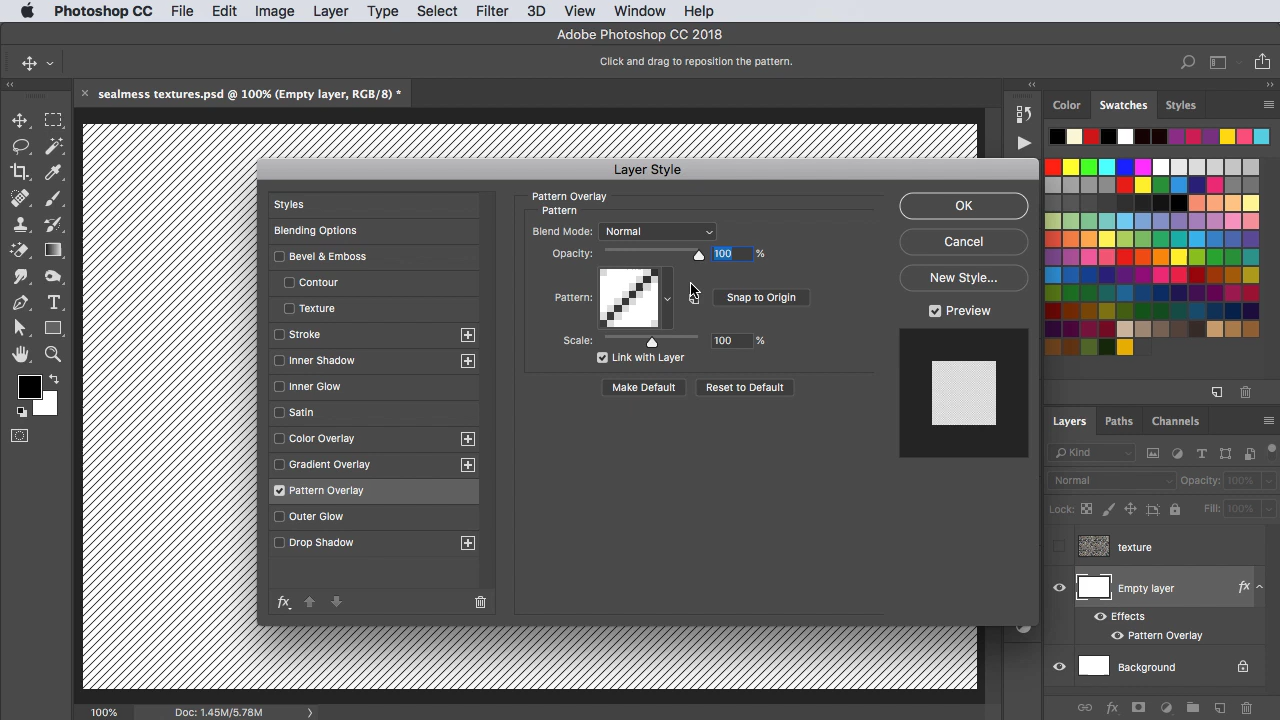 Photoshop CC File Edit Image Layer Type Select Filter 3D View Window Help
Adobe Photoshop CC 2018
Click and drag to reposition the pattern.
× sealmess textures.psd @ 100% (Empty layer, RGB/8) *
Color Swatches Styles
Layer Style
Styles
Blending Options
Bevel & Emboss
Contour
Texture
Stroke
Inner Shadow
Inner Glow
Satin
Color Overlay
Gradient Overlay
Pattern Overlay
Outer Glow
Drop Shadow
fx
Pattern Overlay
Pattern
Blend Mode: Normal
Opacity: 100 %
Pattern:
Snap to Origin
Scale: 100 %
Link with Layer
Make Default Reset to Default
OK
Cancel
New Style...
Preview
Layers Paths Channels
Kind
Normal Opacity: 100%
Lock: Fill: 100%
texture
Empty layer fx
Effects
Pattern Overlay
Background
fx
100% Doc: 1.45M/5.78M